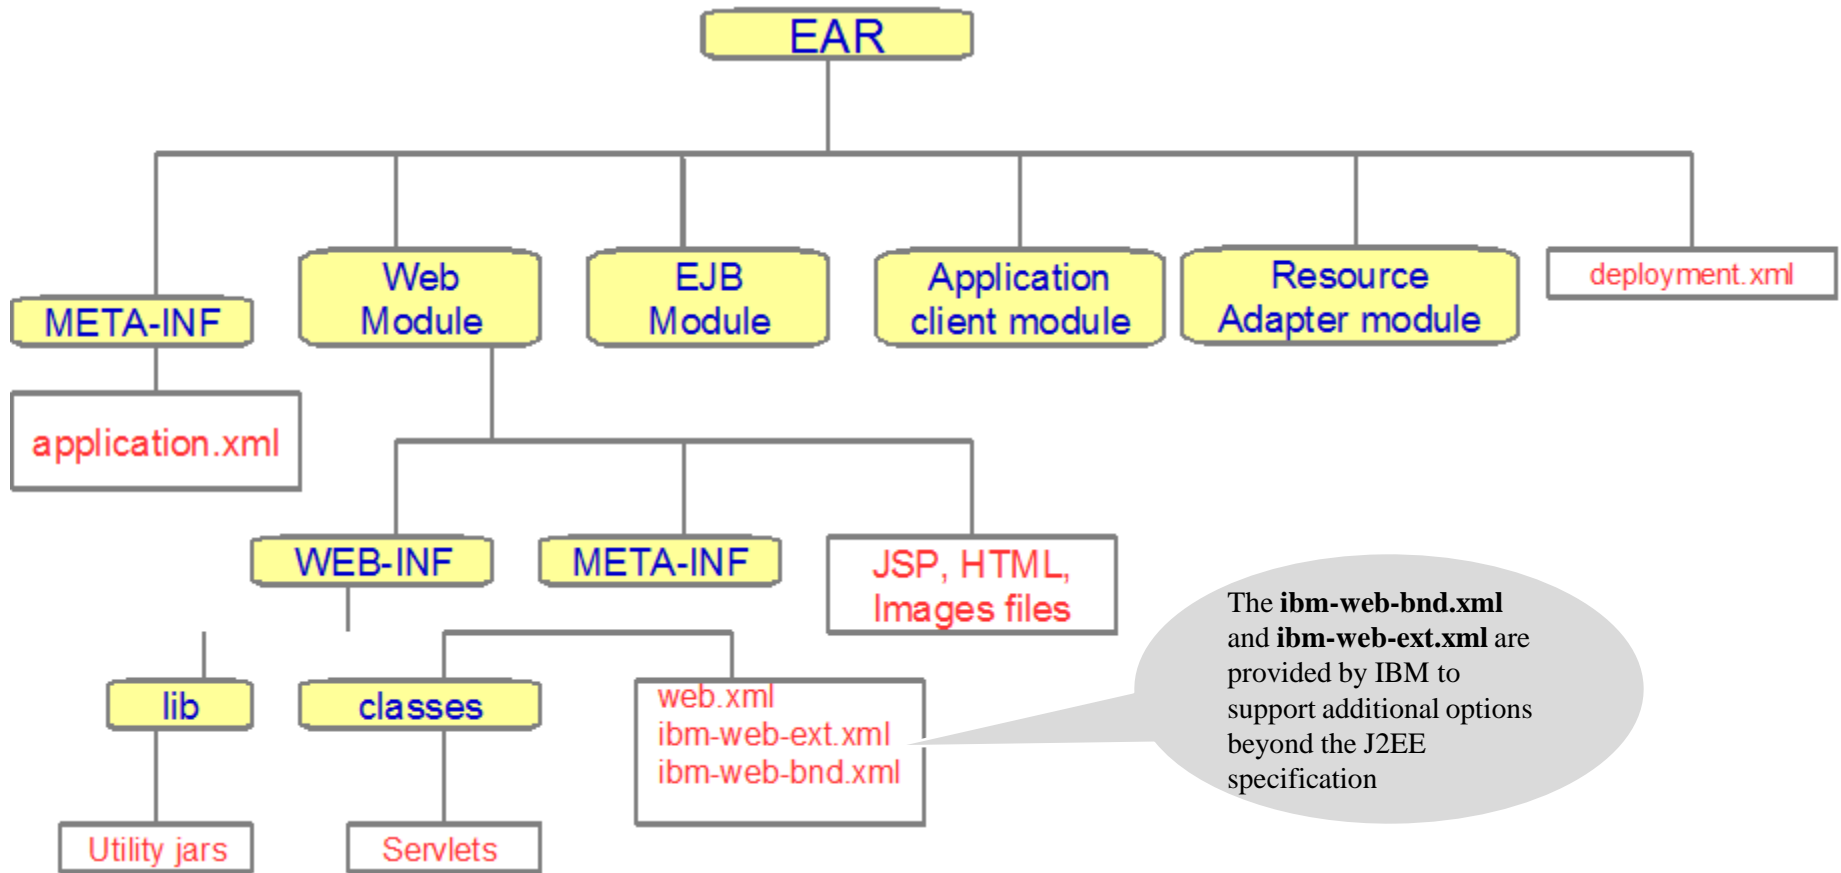 EAR
META-INF
Web
Module
EJB
Module
Application
client module
Resource
Adapter module
deployment.xml
application.xml
WEB-INF
META-INF
JSP, HTML,
Images files
lib
classes
web.xml
ibm-web-ext.xml
ibm-web-bnd.xml
Utility jars
Servlets
The ibm-web-bnd.xml
and ibm-web-ext.xml are
provided by IBM to
support additional options
beyond the J2EE
specification